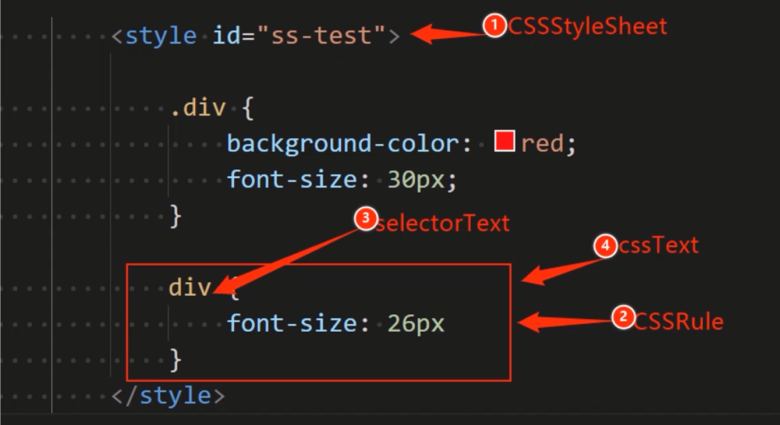 <style id="ss-test"> 1 CSSStyleSheet
.div {
background-color: red;
font-size: 30px;
}
3 selectorText
4 cssText
div {
font-size: 26px
2 CSSRule
}
</style>